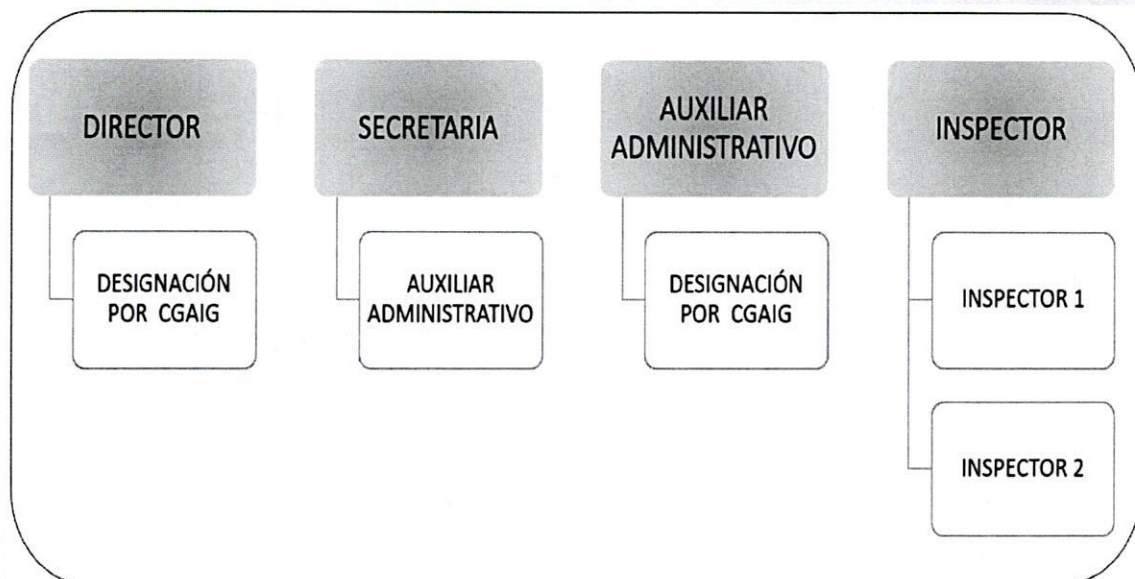 DIRECTOR
DESIGNACIÓN
POR CGAIG
SECRETARIA
AUXILIAR
ADMINISTRATIVO
AUXILIAR
ADMINISTRATIVO
DESIGNACIÓN
POR CGAIG
INSPECTOR
INSPECTOR 1
INSPECTOR 2